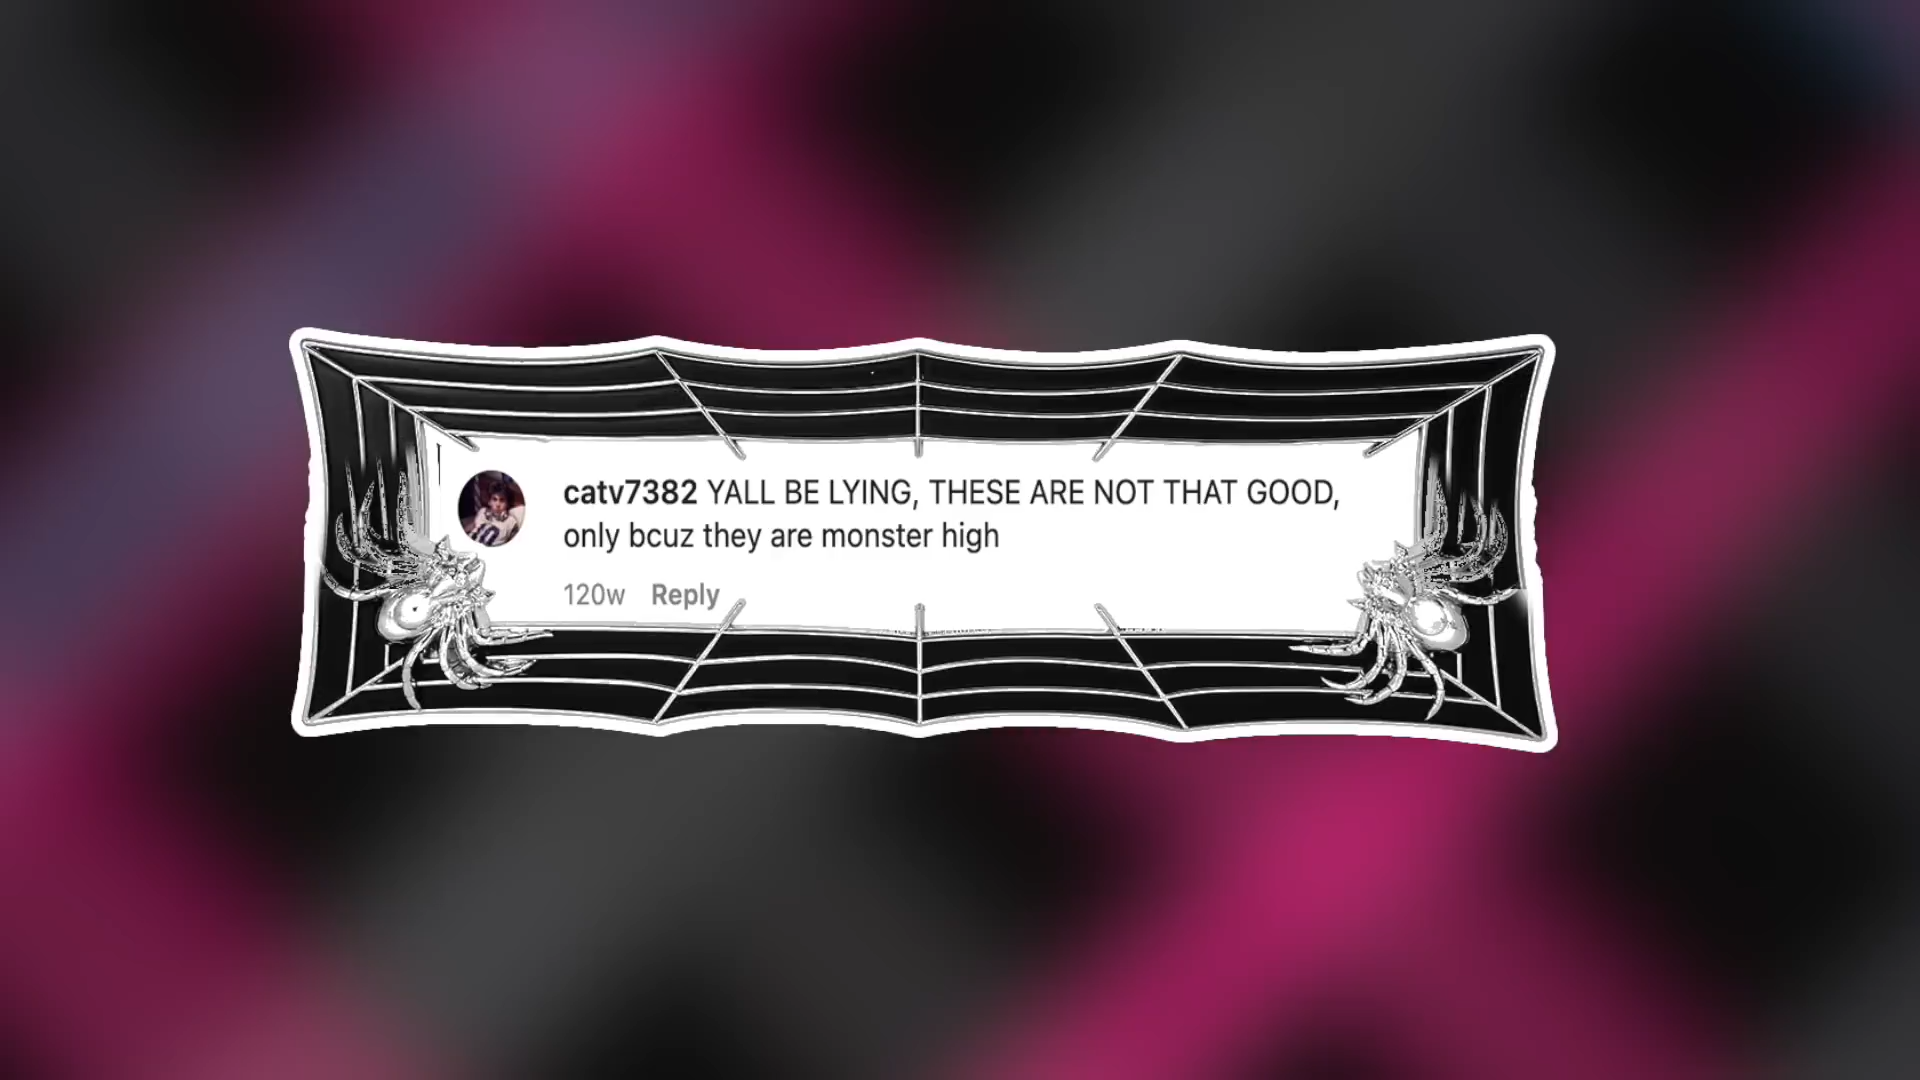 catv7382 YALL BE LYING, THESE ARE NOT THAT GOOD,
only bcuz they are monster high
120w Reply